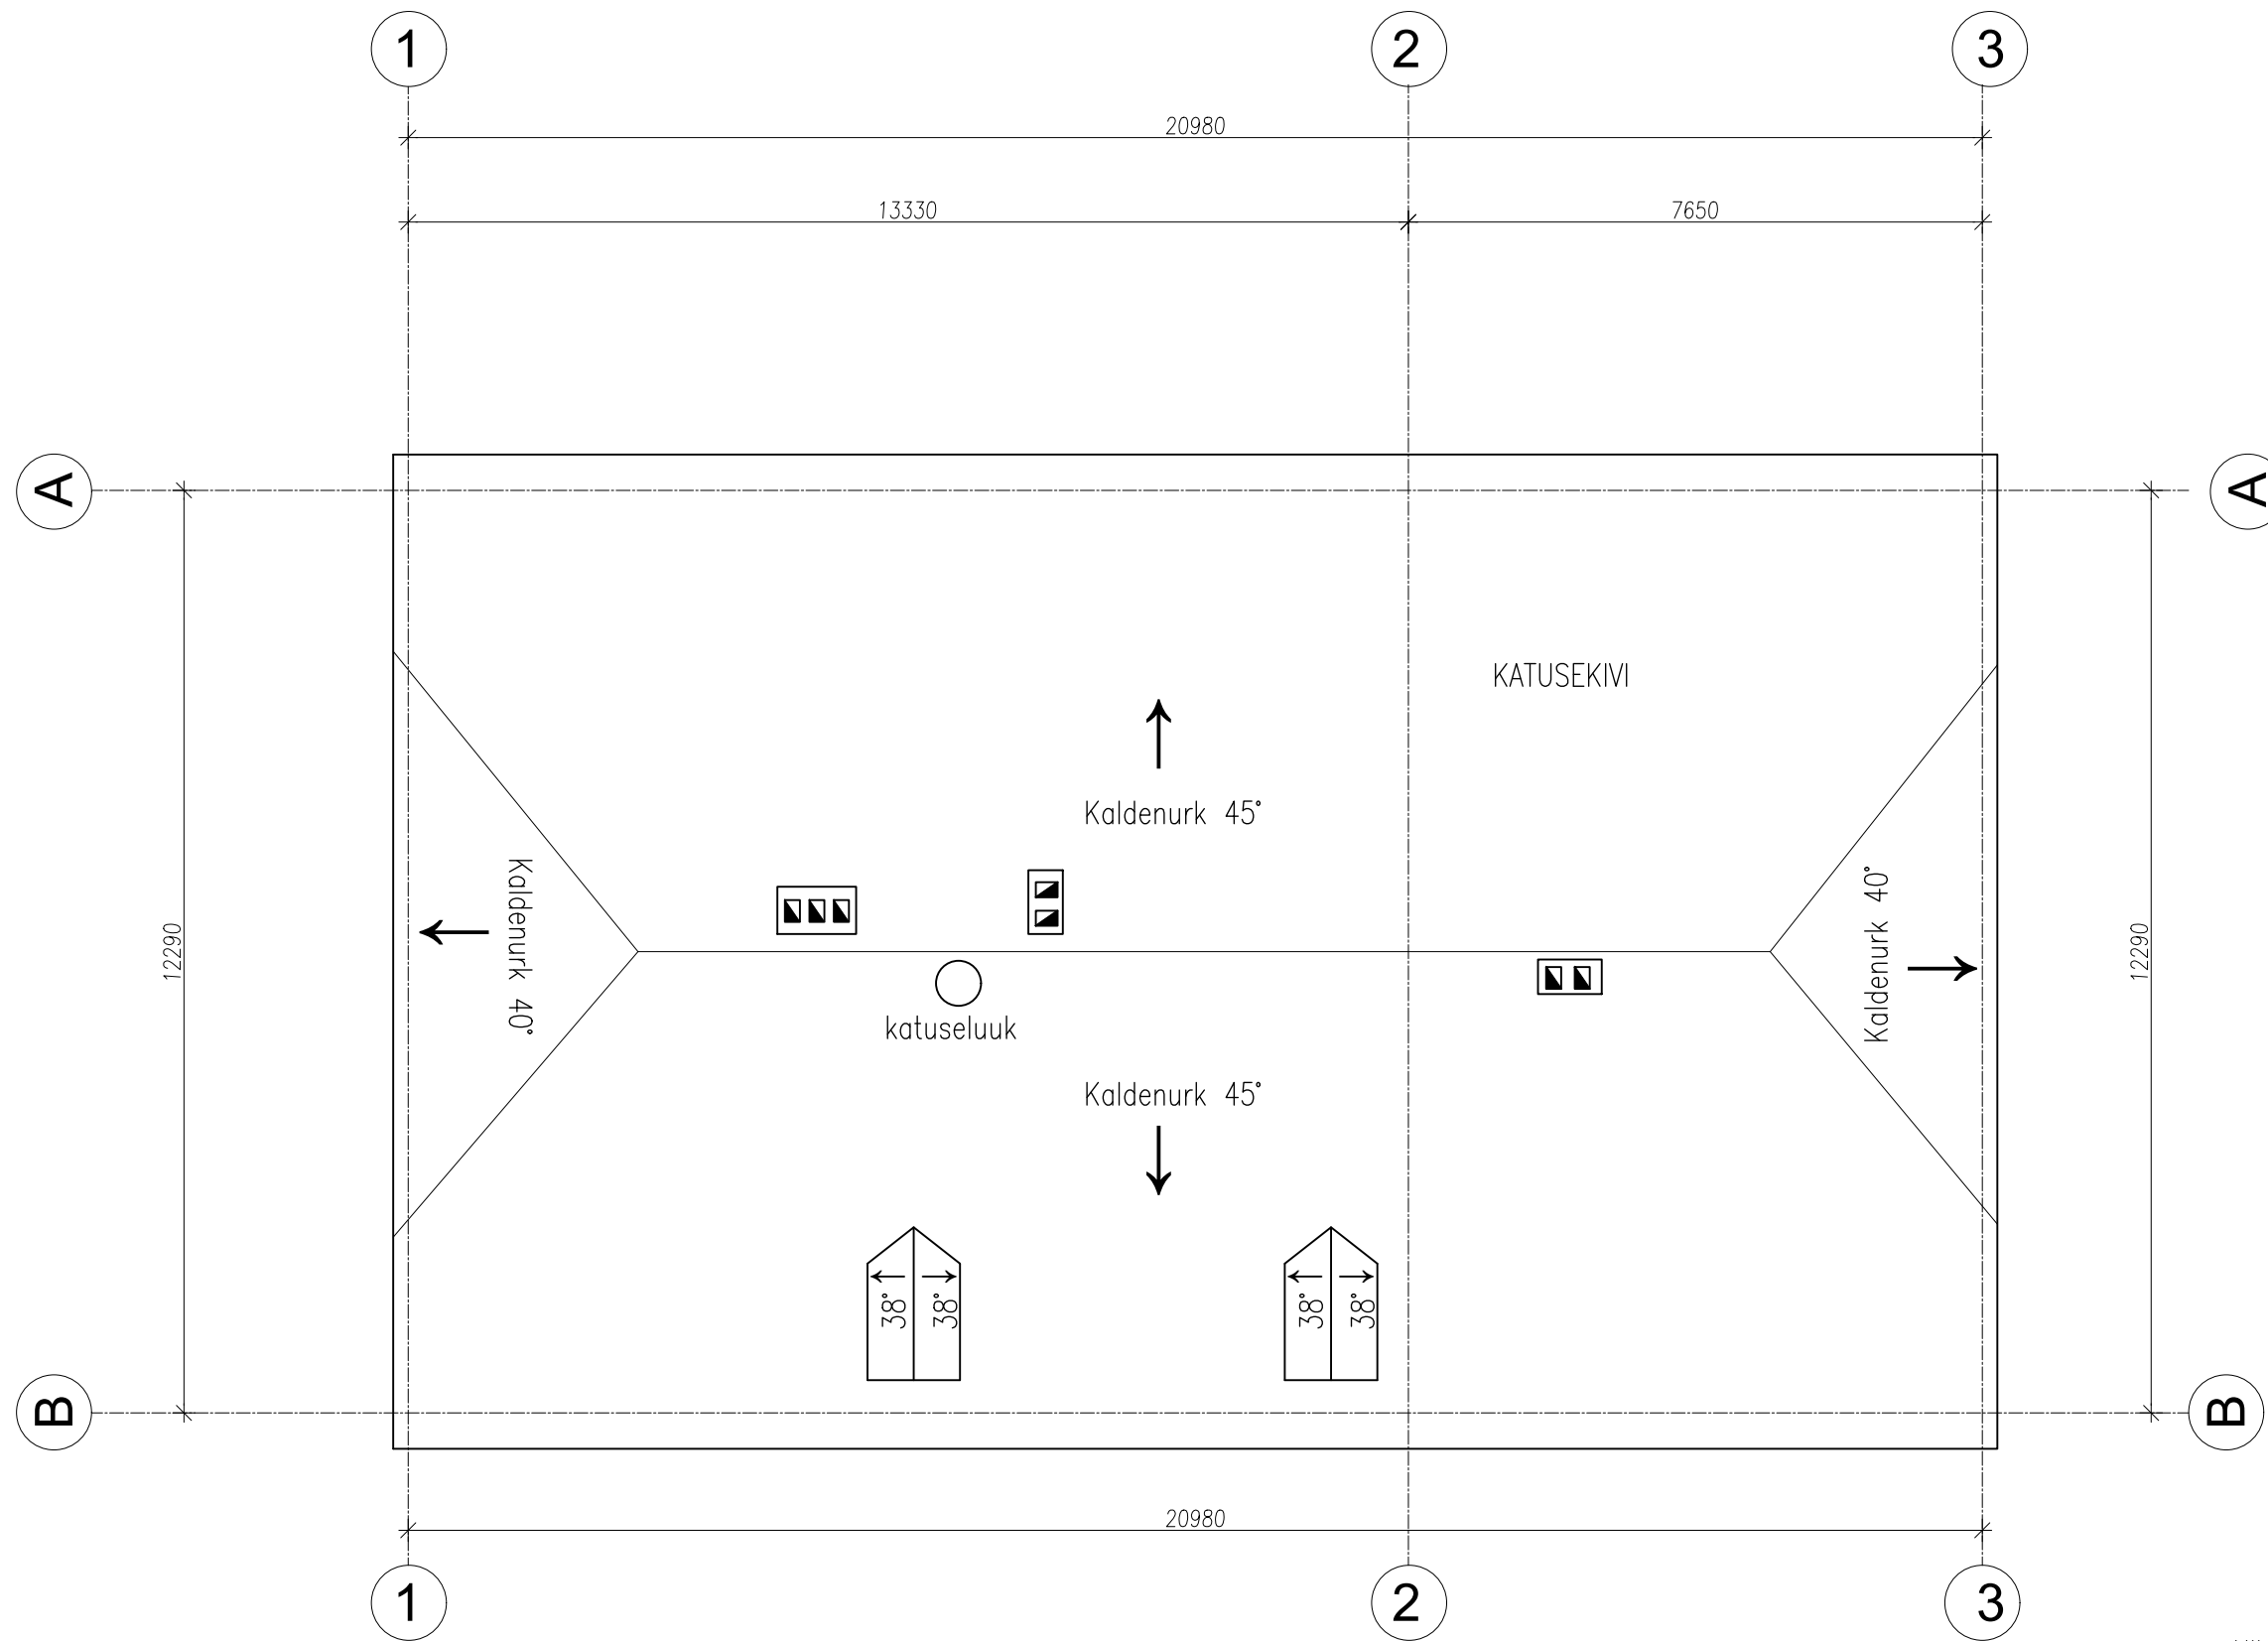 1 2 3
20980
13330 7650
A A
KATUSEKIVI
Kaldenurk 45°
Kaldenurk 40°
Kaldenurk 40°
12290 12290
katuseluuk
Kaldenurk 45°
38° 38° 38° 38°
B B
20980
1 2 3